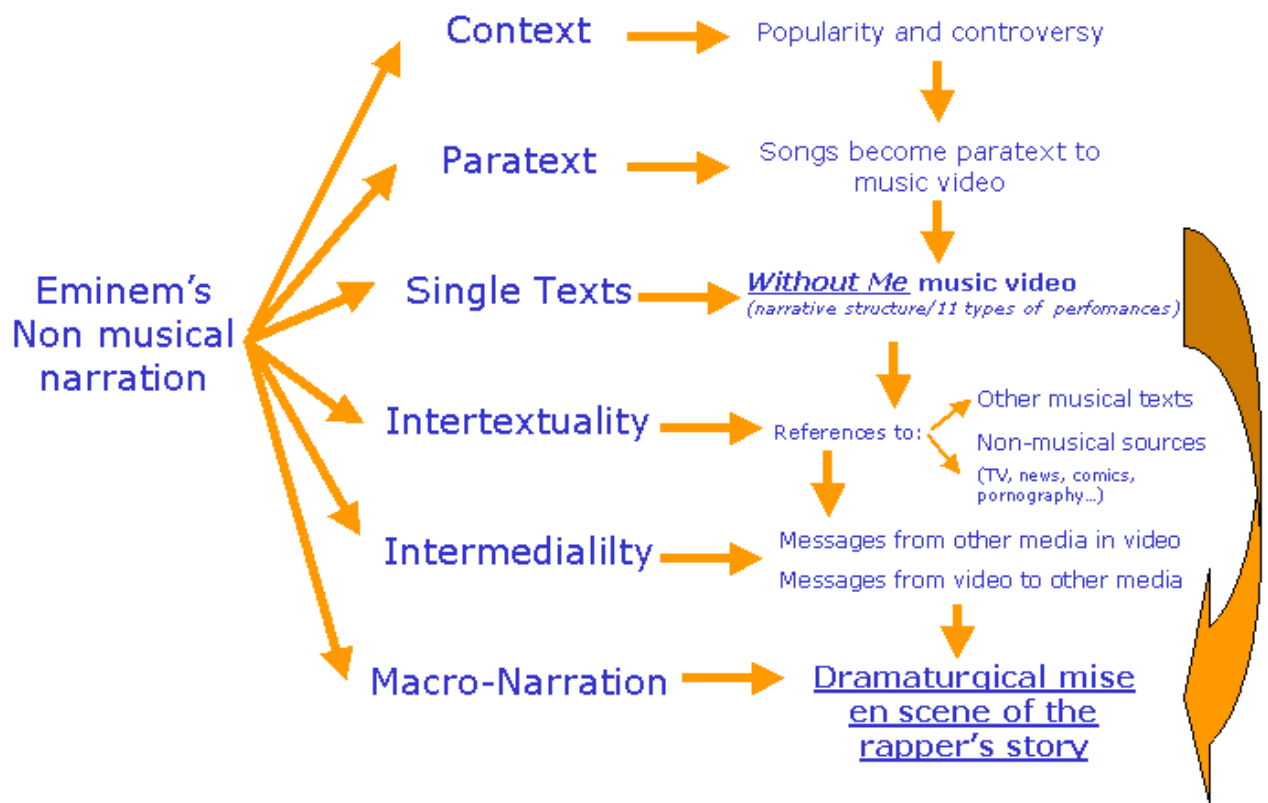 Context
Popularity and controversy
Paratext
Songs become paratext to
music video
Eminem's
Non musical
narration
Single Texts
Without Me music video
(narrative structure/11 types of perfomances)
Intertextuality
References to:
Other musical texts
Non-musical sources
(TV, news, comics,
pornography...)
Intermedialilty
Messages from other media in video
Messages from video to other media
Macro-Narration
Dramaturgical mise
en scene of the
rapper's story